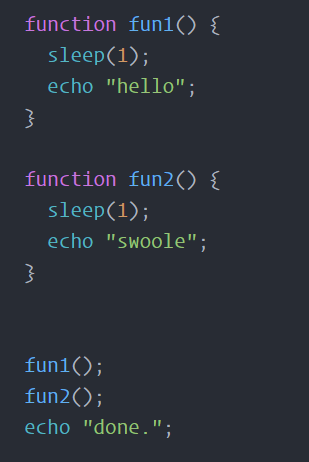 function fun1() {
  sleep(1);
  echo "hello";
}

function fun2() {
  sleep(1);
  echo "swoole";
}

fun1();
fun2();
echo "done.";